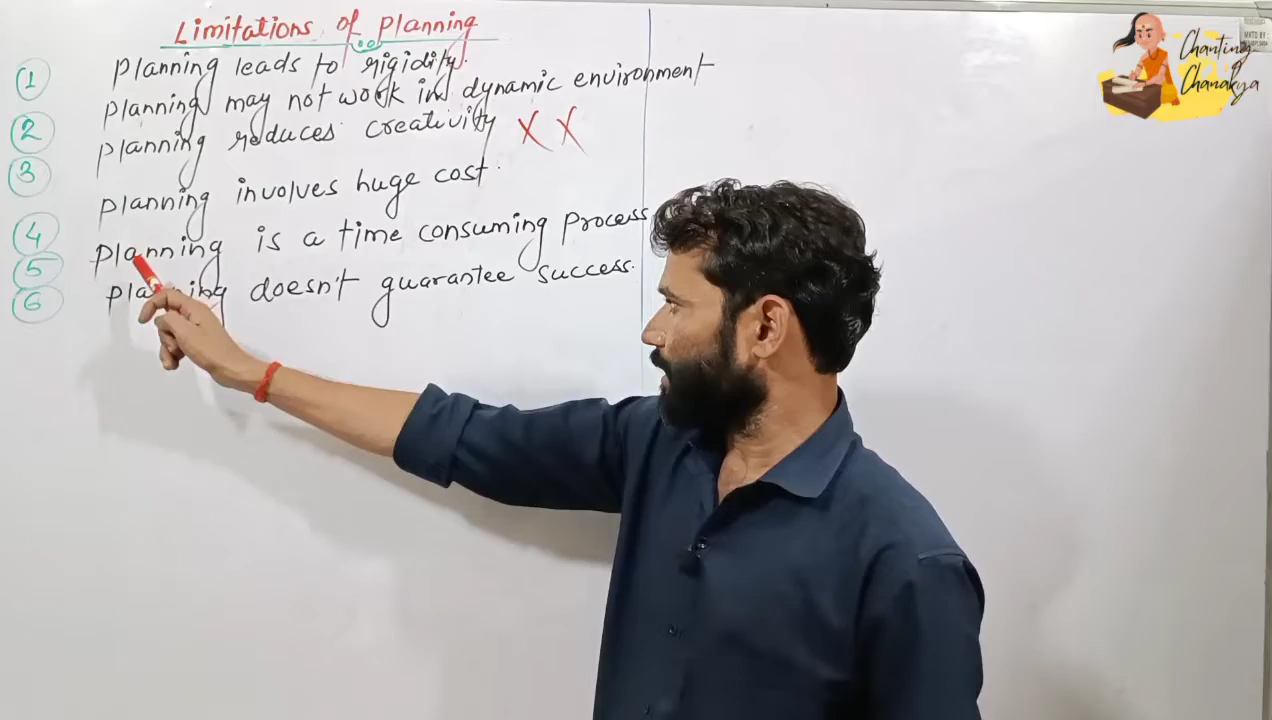 Limitations of planning
1 planning leads to rigidity.
2 planning may not work in dynamic environment
3 planning reduces creativity X X
4 planning involves huge cost.
5 planning is a time consuming process
6 planning doesn't guarantee success.
Chanting
Chanakya